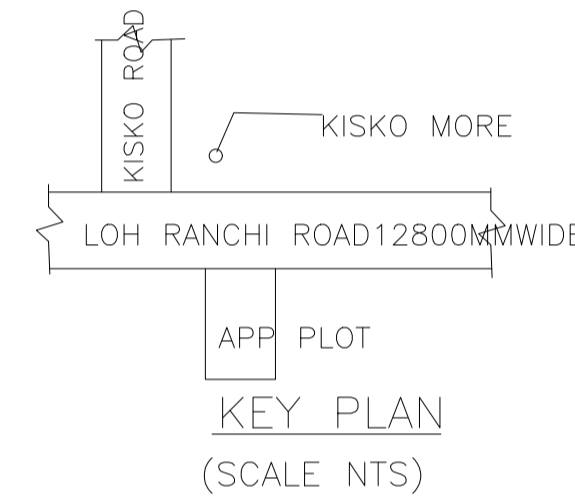 KISKO ROAD
KISKO MORE
LOH RANCHI ROAD12800MMWIDE
APP PLOT
KEY PLAN
(SCALE NTS)